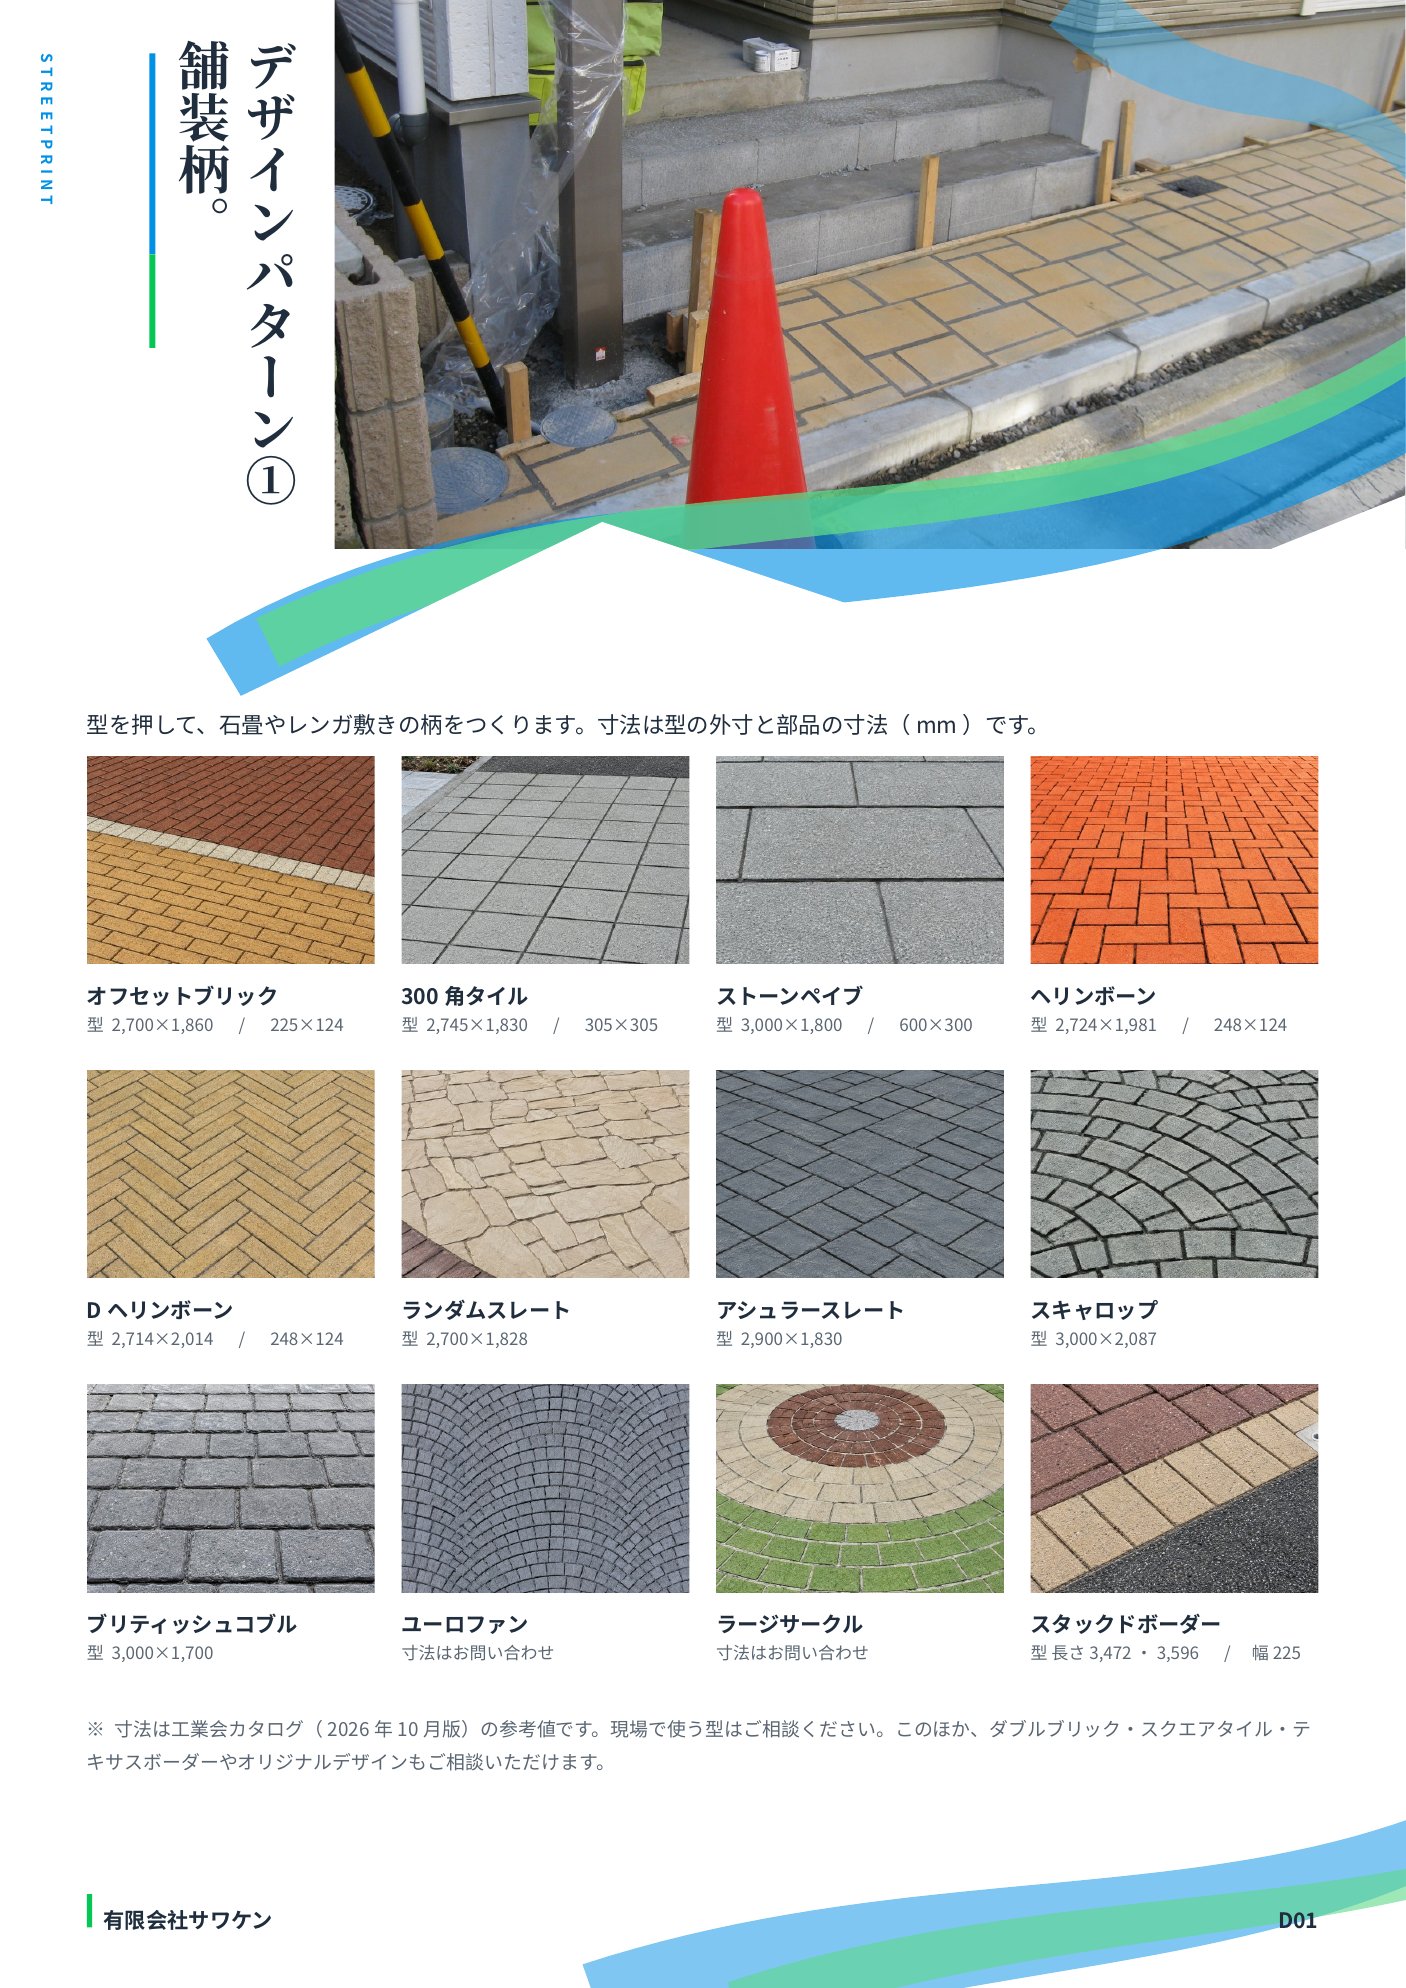 STREETPRINT
デザインパターン①
舗装柄。
型を押して、石畳やレンガ敷きの柄をつくります。寸法は型の外寸と部品の寸法（mm）です。
オフセットブリック
型 2,700×1,860 / 225×124
300 角タイル
型 2,745×1,830 / 305×305
ストーンペイブ
型 3,000×1,800 / 600×300
ヘリンボーン
型 2,724×1,981 / 248×124
D ヘリンボーン
型 2,714×2,014 / 248×124
ランダムスレート
型 2,700×1,828
アシュラースレート
型 2,900×1,830
スキャロップ
型 3,000×2,087
ブリティッシュコブル
型 3,000×1,700
ユーロファン
寸法はお問い合わせ
ラージサークル
寸法はお問い合わせ
スタックドボーダー
型 長さ 3,472 ・ 3,596 / 幅 225
※ 寸法は工業会カタログ（2026 年 10 月版）の参考値です。現場で使う型はご相談ください。このほか、ダブルブリック・スクエアタイル・テ
キサスボーダーやオリジナルデザインもご相談いただけます。
有限会社サワケン
D01